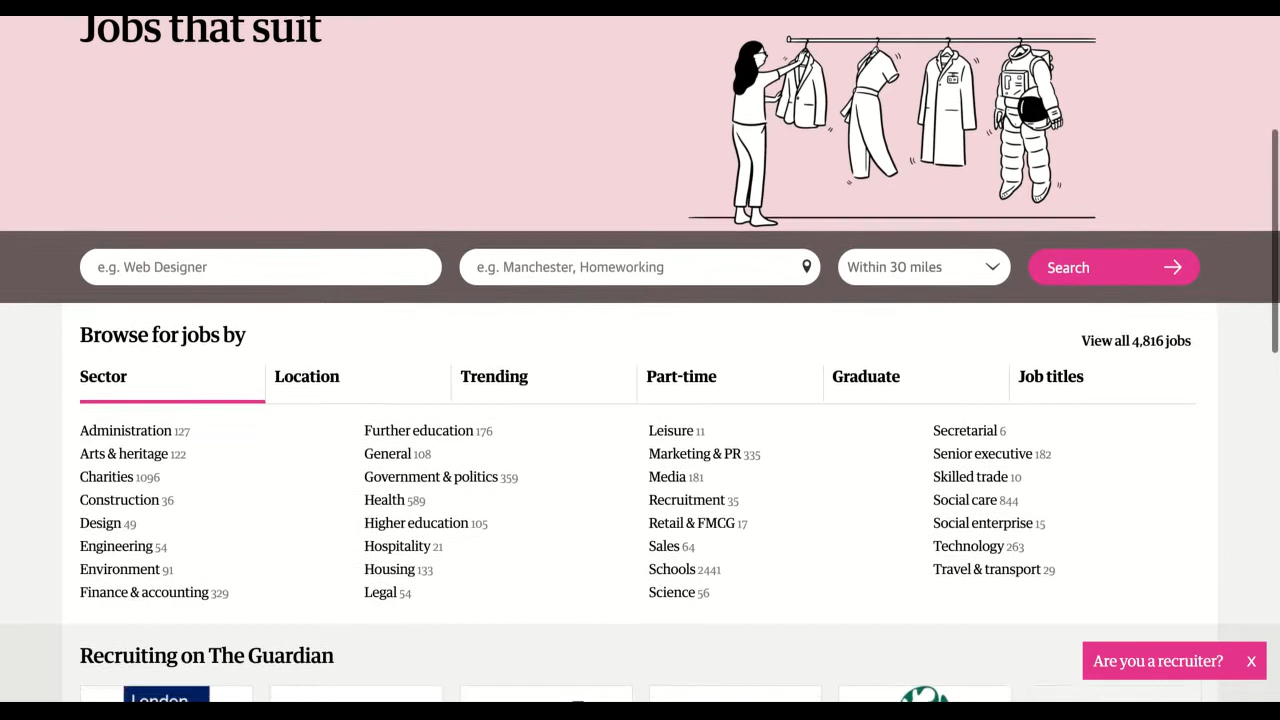 Jobs that suit
e.g. Web Designer
e.g. Manchester, Homeworking
Within 30 miles
Search
Browse for jobs by
View all 4,816 jobs
Sector
Location
Trending
Part-time
Graduate
Job titles
Administration 127
Arts & heritage 122
Charities 1096
Construction 36
Design 49
Engineering 54
Environment 91
Finance & accounting 329
Further education 176
General 108
Government & politics 359
Health 589
Higher education 105
Hospitality 21
Housing 133
Legal 54
Leisure 11
Marketing & PR 335
Media 181
Recruitment 35
Retail & FMCG 17
Sales 64
Schools 2441
Science 56
Secretarial 6
Senior executive 182
Skilled trade 10
Social care 844
Social enterprise 15
Technology 263
Travel & transport 29
Recruiting on The Guardian
Are you a recruiter? X
London